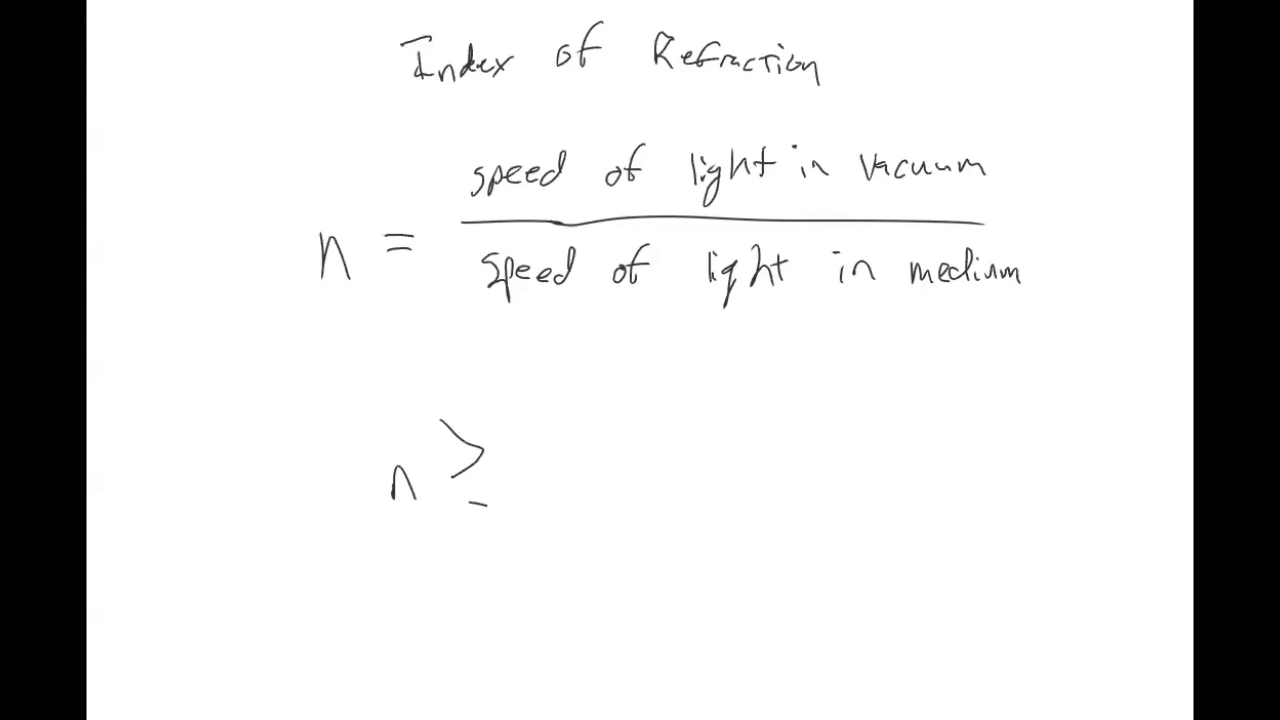 Index of Refraction
speed of light in vacuum
n =
speed of light in medium
n ≥